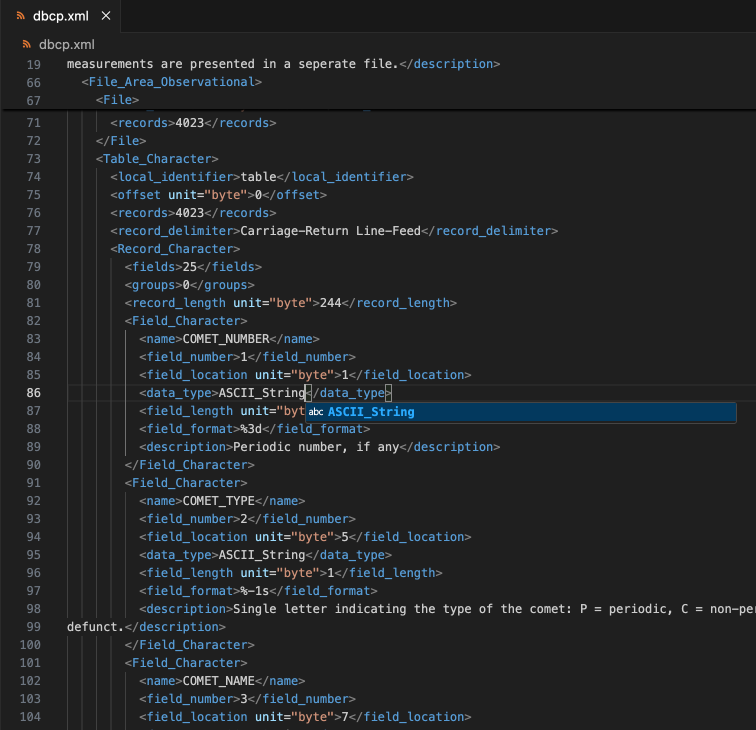 dbcp.xml
dbcp.xml
19 measurements are presented in a seperate file.</description>
66 <File_Area_Observational>
67 <File>
71 <records>4023</records>
72 </File>
73 <Table_Character>
74 <local_identifier>table</local_identifier>
75 <offset unit="byte">0</offset>
76 <records>4023</records>
77 <record_delimiter>Carriage-Return Line-Feed</record_delimiter>
78 <Record_Character>
79 <fields>25</fields>
80 <groups>0</groups>
81 <record_length unit="byte">244</record_length>
82 <Field_Character>
83 <name>COMET_NUMBER</name>
84 <field_number>1</field_number>
85 <field_location unit="byte">1</field_location>
86 <data_type>ASCII_String</data_type>
87 <field_length unit="byt abc ASCII_String
88 <field_format>%3d</field_format>
89 <description>Periodic number, if any</description>
90 </Field_Character>
91 <Field_Character>
92 <name>COMET_TYPE</name>
93 <field_number>2</field_number>
94 <field_location unit="byte">5</field_location>
95 <data_type>ASCII_String</data_type>
96 <field_length unit="byte">1</field_length>
97 <field_format>%-1s</field_format>
98 <description>Single letter indicating the type of the comet: P = periodic, C = non-per
99 defunct.</description>
100 </Field_Character>
101 <Field_Character>
102 <name>COMET_NAME</name>
103 <field_number>3</field_number>
104 <field_location unit="byte">7</field_location>